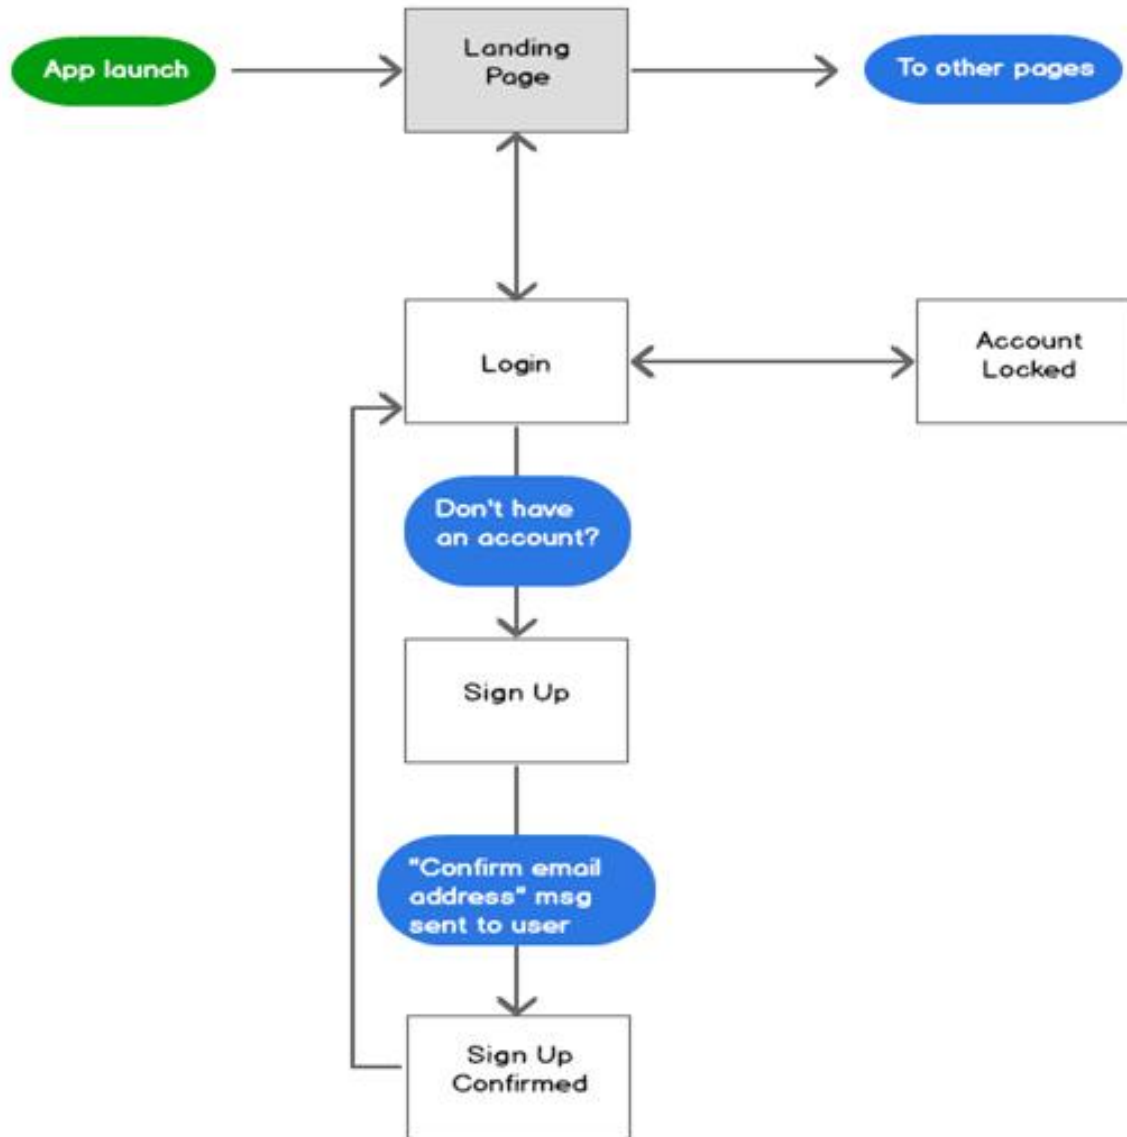 App launch
Landing
Page
To other pages
Login
Account
Locked
Don't have
an account?
Sign Up
"Confirm email
address" msg
sent to user
Sign Up
Confirmed